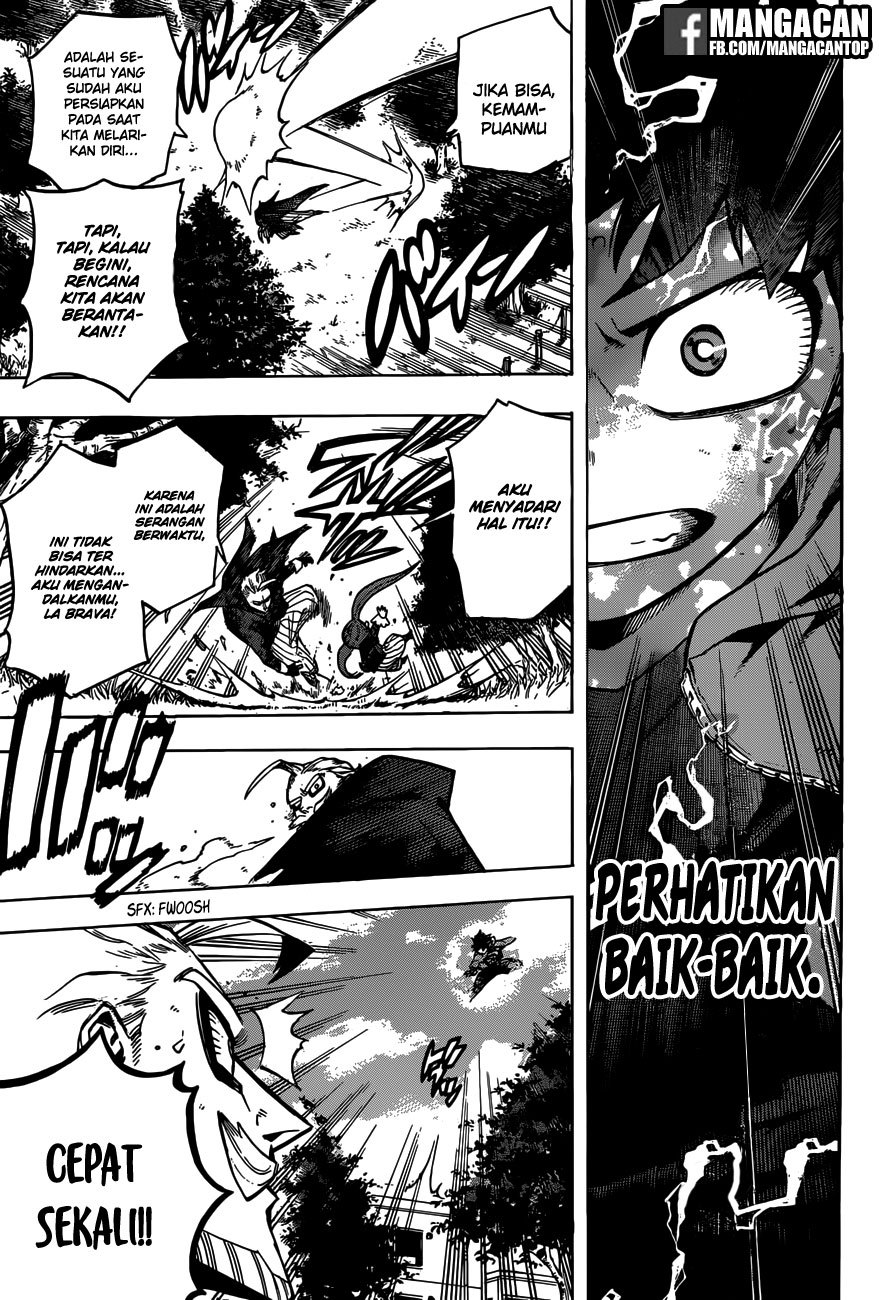 MANGACAN
FB.COM/MANGACANTOP
PERHATIKAN
BAIK-BAIK.
JIKA BISA,
KEMAM-
PUANMU
ADALAH SE-
SUATU YANG
SUDAH AKU
PERSIAPKAN
PADA SAAT
KITA MELARI-
KAN DIRI...
TAPI,
TAPI, KALAU
BEGINI,
RENCANA
KITA AKAN
BERANTA-
KAN!!
AKU
MENYADARI
HAL ITU!!
KARENA
INI ADALAH
SERANGAN
BERWAKTU,
INI TIDAK
BISA TER
HINDARKAN...
AKU MENGAN-
DALKANMU,
LA BRAVA!
SFX: FWOOSH
CEPAT
SEKALI!!